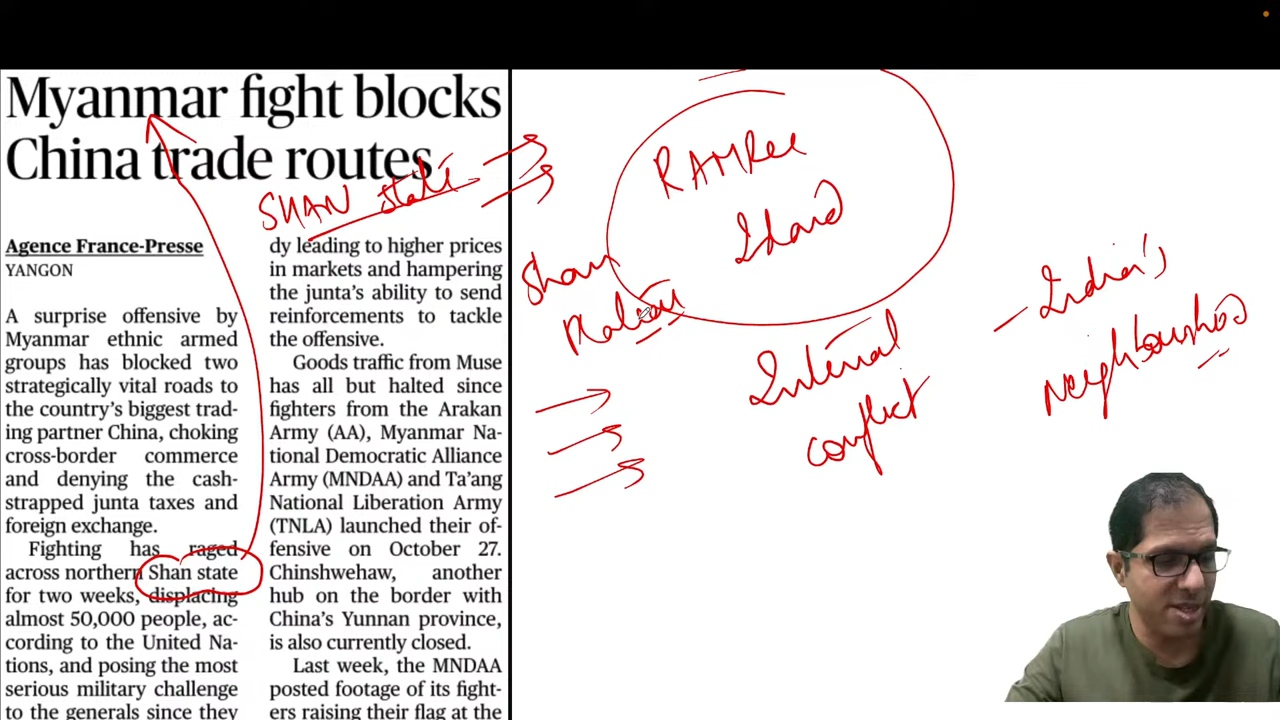 Myanmar fight blocks
China trade routes
SHAN state
Agence France-Presse
YANGON
A surprise offensive by
Myanmar ethnic armed
groups has blocked two
strategically vital roads to
the country's biggest trad-
ing partner China, choking
cross-border commerce
and denying the cash-
strapped junta taxes and
foreign exchange.
Fighting has raged
across northern Shan state
for two weeks, displacing
almost 50,000 people, ac-
cording to the United Na-
tions, and posing the most
serious military challenge
to the generals since they
dy leading to higher prices
in markets and hampering
the junta's ability to send
reinforcements to tackle
the offensive.
Goods traffic from Muse
has all but halted since
fighters from the Arakan
Army (AA), Myanmar Na-
tional Democratic Alliance
Army (MNDAA) and Ta'ang
National Liberation Army
(TNLA) launched their of-
fensive on October 27.
Chinshwehaw, another
hub on the border with
China's Yunnan province,
is also currently closed.
Last week, the MNDAA
posted footage of its fight-
ers raising their flag at the
RAMRee
Island
Shan
Internal
conflict
- India's
neighbourhood